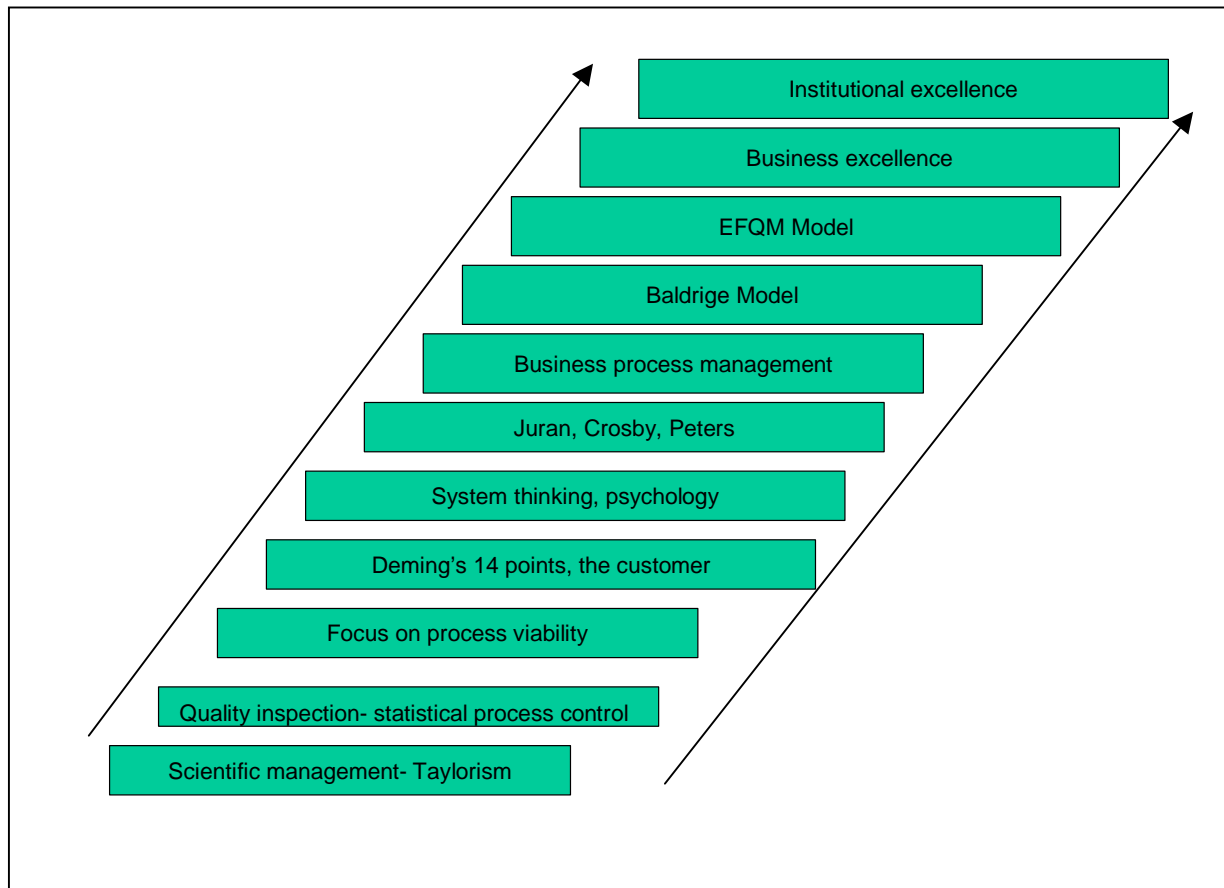 Institutional excellence
Business excellence
EFQM Model
Baldrige Model
Business process management
Juran, Crosby, Peters
System thinking, psychology
Deming’s 14 points, the customer
Focus on process viability
Quality inspection- statistical process control
Scientific management- Taylorism